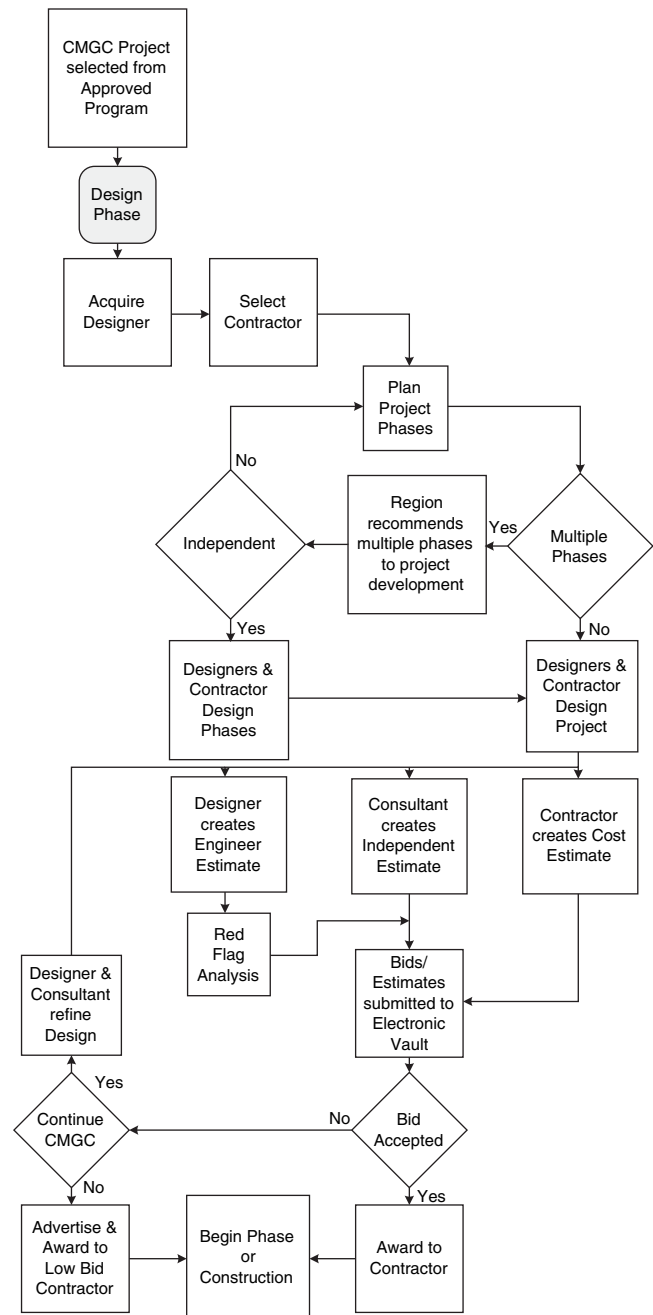 CMGC Project
selected from
Approved
Program
Design
Phase
Acquire
Designer
Select
Contractor
Plan
Project
Phases
No
Independent
Region
recommends
multiple phases
to project
development
Yes
Multiple
Phases
Yes
No
Designers &
Contractor
Design
Phases
Designers &
Contractor
Design
Project
Designer
creates
Engineer
Estimate
Consultant
creates
Independent
Estimate
Contractor
creates Cost
Estimate
Red
Flag
Analysis
Designer &
Consultant
refine
Design
Bids/
Estimates
submitted to
Electronic
Vault
Yes
Continue
CMGC
No
Bid
Accepted
No
Yes
Advertise &
Award to
Low Bid
Contractor
Begin Phase
or
Construction
Award to
Contractor